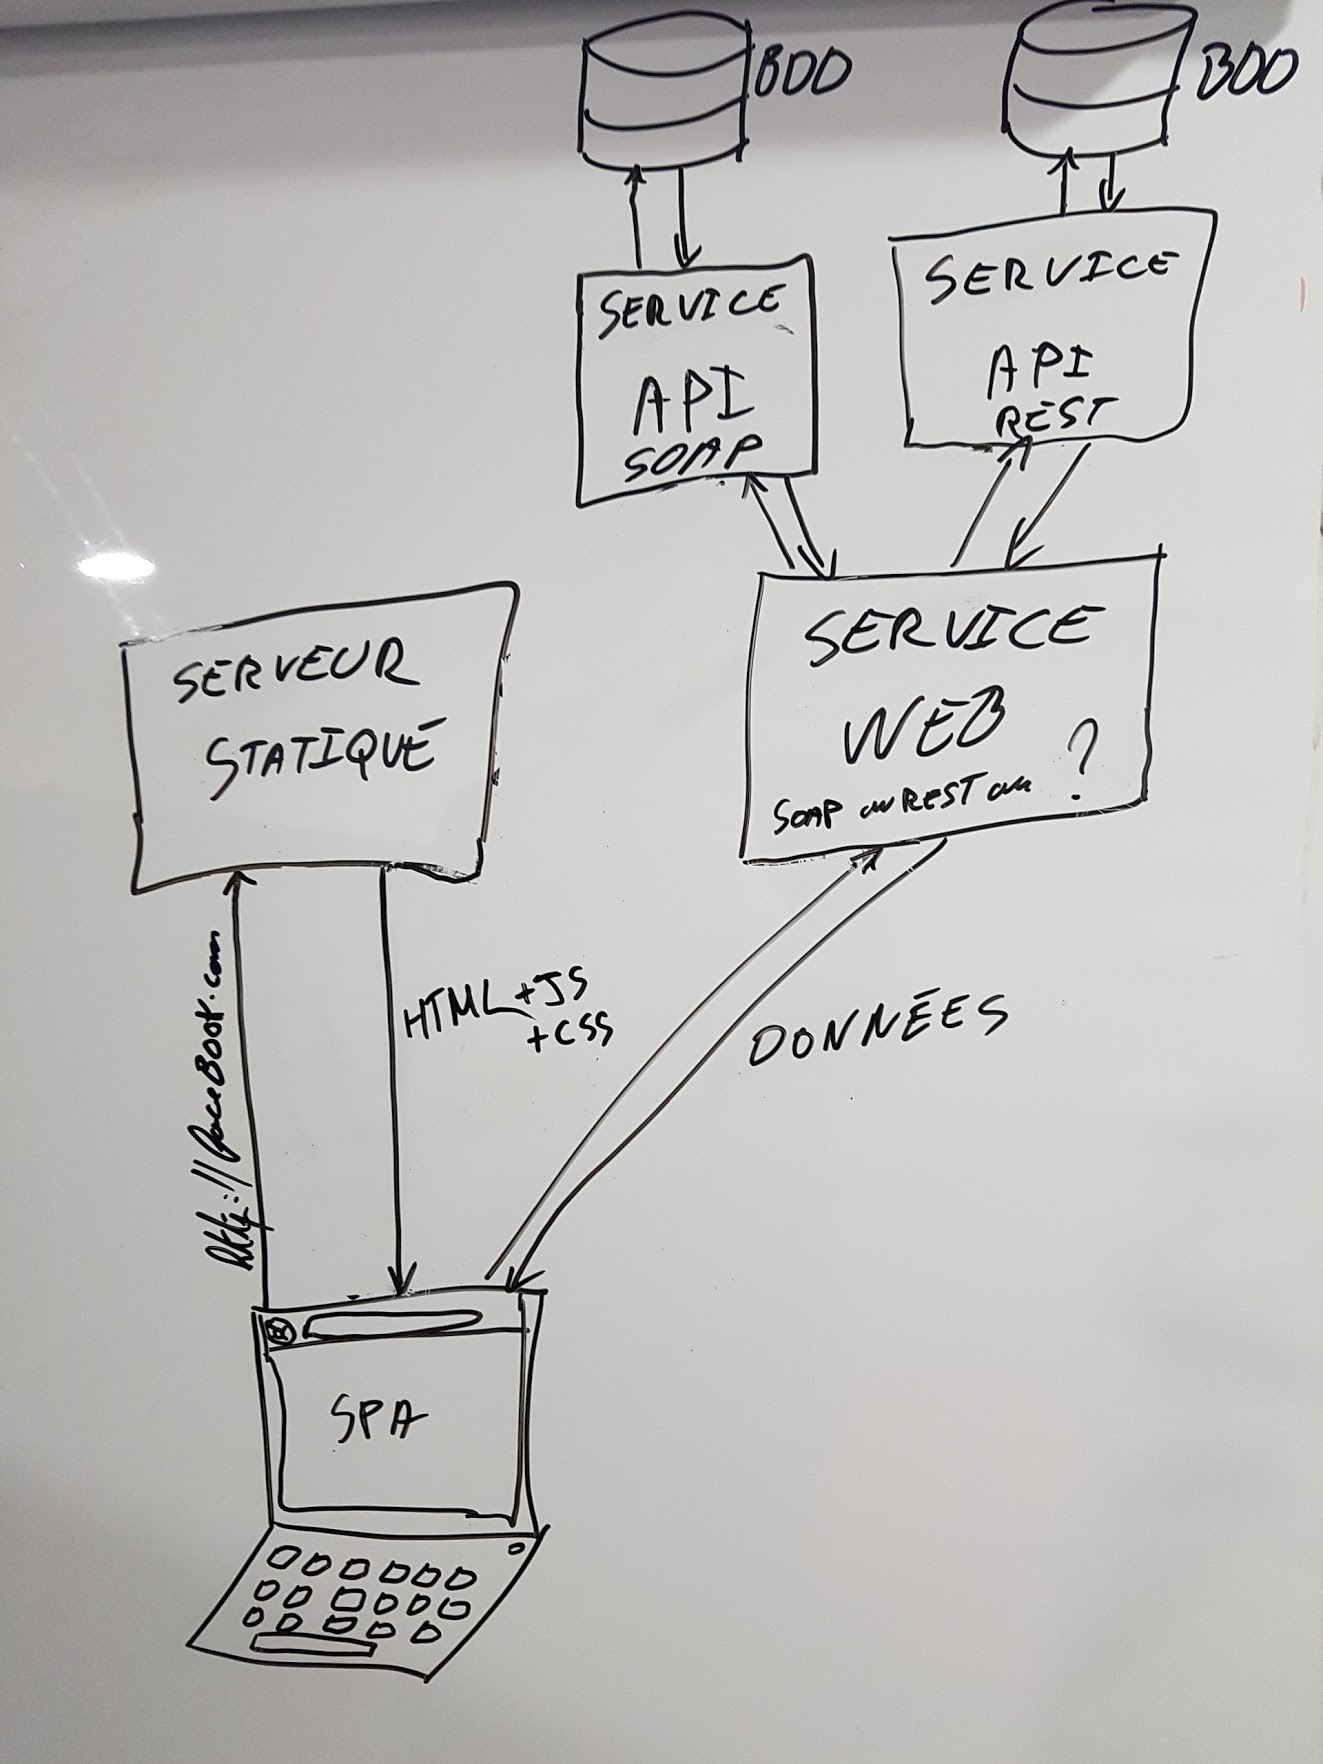 BDD
BDD
SERVICE
API
SOAP
SERVICE
API
REST
SERVEUR
STATIQUE
SERVICE
WEB
SOAP ou REST ou ?
http://faceBook.com
HTML + JS
+ CSS
DONNÉES
SPA